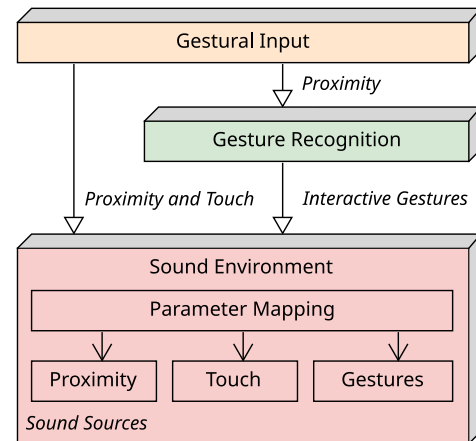 Gestural Input
Proximity
Gesture Recognition
Proximity and Touch
Interactive Gestures
Sound Environment
Parameter Mapping
Proximity
Touch
Gestures
Sound Sources